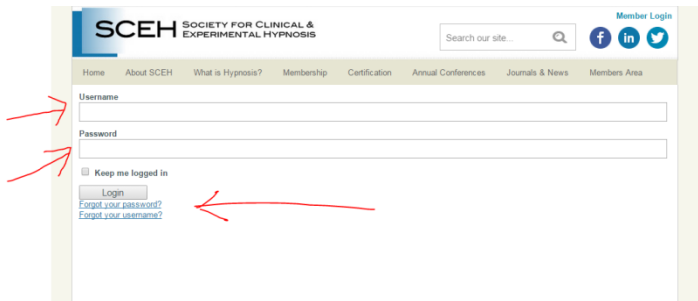 Member Login
SCEH SOCIETY FOR CLINICAL &
EXPERIMENTAL HYPNOSIS
Search our site...
f in
Home About SCEH What is Hypnosis? Membership Certification Annual Conferences Journals & News Members Area
Username
Password
Keep me logged in
Login
Forgot your password?
Forgot your username?